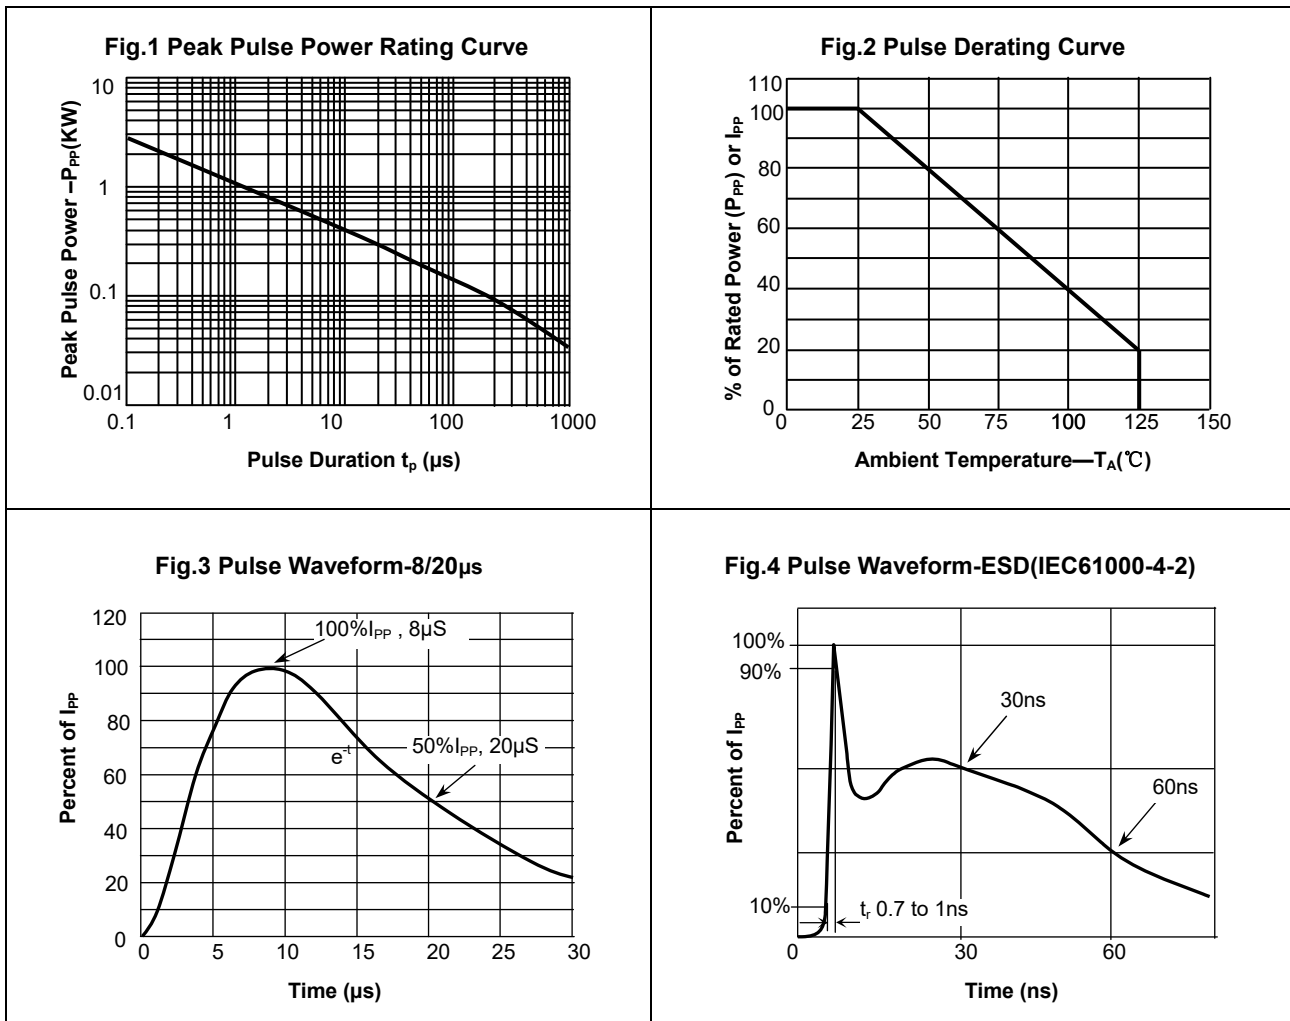 Fig.1 Peak Pulse Power Rating Curve
Peak Pulse Power –PPP(KW)
10
1
0.1
0.01
0.1 1 10 100 1000
Pulse Duration tp (µs)
Fig.2 Pulse Derating Curve
% of Rated Power (PPP) or IPP
110
100
80
60
40
20
0
0 25 50 75 100 125 150
Ambient Temperature—TA(℃)
Fig.3 Pulse Waveform-8/20µs
Percent of IPP
120
100
80
60
40
20
0
100%IPP , 8µS
e-t
50%IPP, 20µS
0 5 10 15 20 25 30
Time (µs)
Fig.4 Pulse Waveform-ESD(IEC61000-4-2)
Percent of IPP
100%
90%
10%
30ns
60ns
tr 0.7 to 1ns
0 30 60
Time (ns)